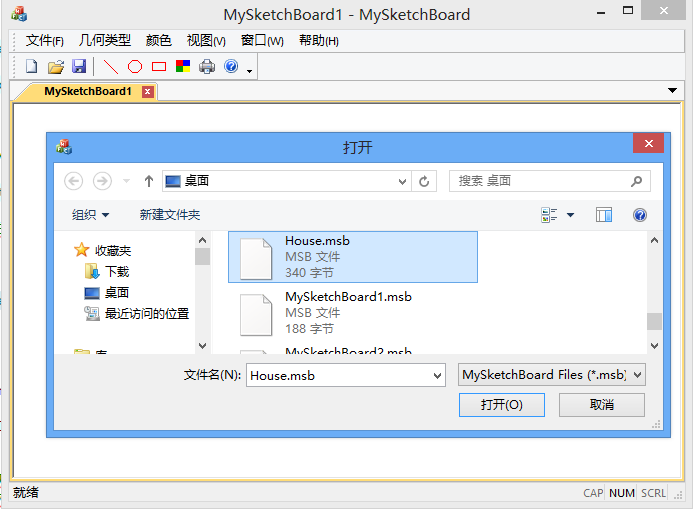 MySketchBoard1 - MySketchBoard
文件(F) 几何类型 颜色 视图(V) 窗口(W) 帮助(H)
MySketchBoard1
打开
桌面 搜索 桌面
组织 新建文件夹
收藏夹
下载
桌面
最近访问的位置
库
House.msb
MSB 文件
340 字节
MySketchBoard1.msb
MSB 文件
188 字节
MySketchBoard2.msb
文件名(N): House.msb MySketchBoard Files (*.msb)
打开(O) 取消
就绪 CAP NUM SCRL